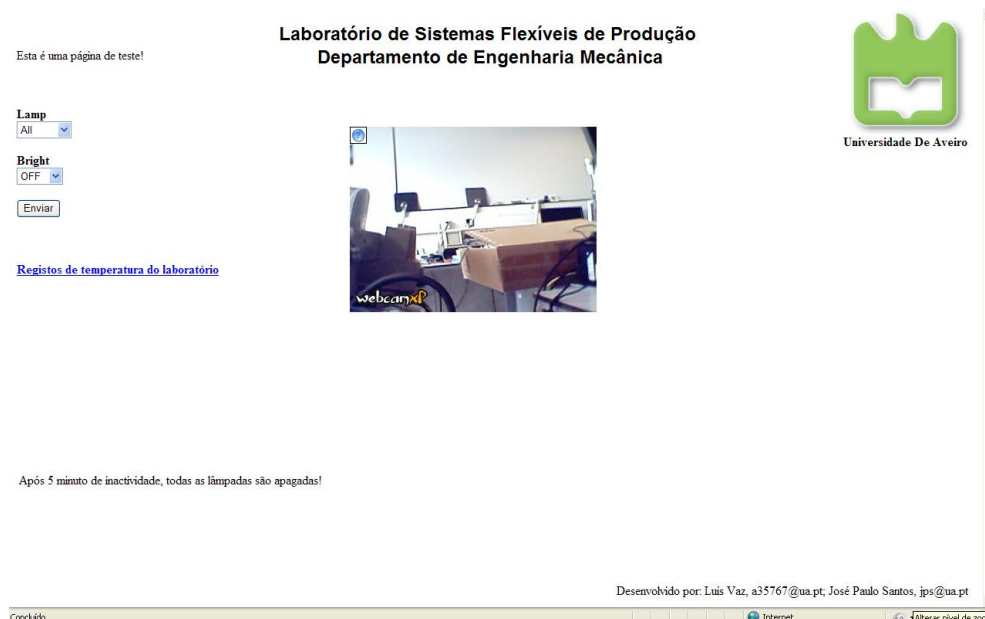 Laboratório de Sistemas Flexíveis de Produção
Departamento de Engenharia Mecânica
Esta é uma página de teste!
Universidade De Aveiro
Lamp
All
Bright
OFF
Enviar
Registos de temperatura do laboratório
webcamXP
Após 5 minuto de inactividade, todas as lâmpadas são apagadas!
Desenvolvido por: Luis Vaz, a35767@ua.pt; José Paulo Santos, jps@ua.pt
Concluído
Internet
Alterar nível de zoo